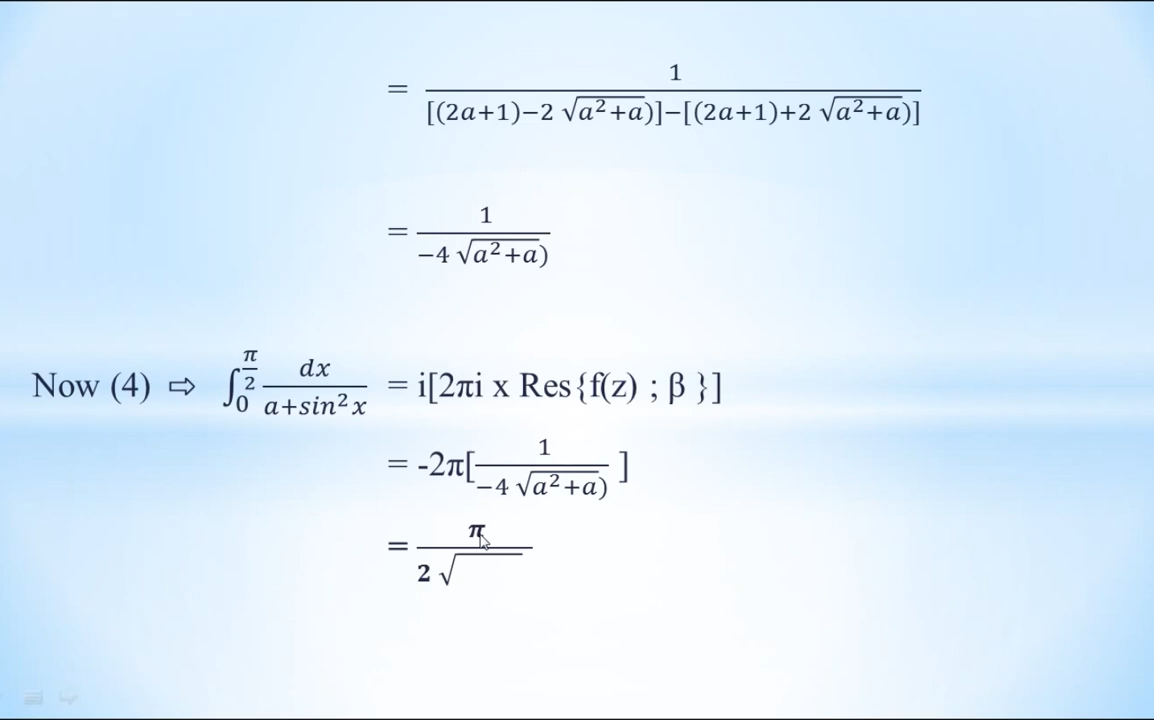 = 1 / [(2a+1)−2 √(a²+a))]−[(2a+1)+2 √(a²+a))]
= 1 / −4 √(a²+a))
Now (4) ⇨ ∫₀^(π/2) dx / a+sin²x = i[2πi x Res{f(z) ; β }]
= -2π[ 1 / −4 √(a²+a)) ]
= π / 2 √